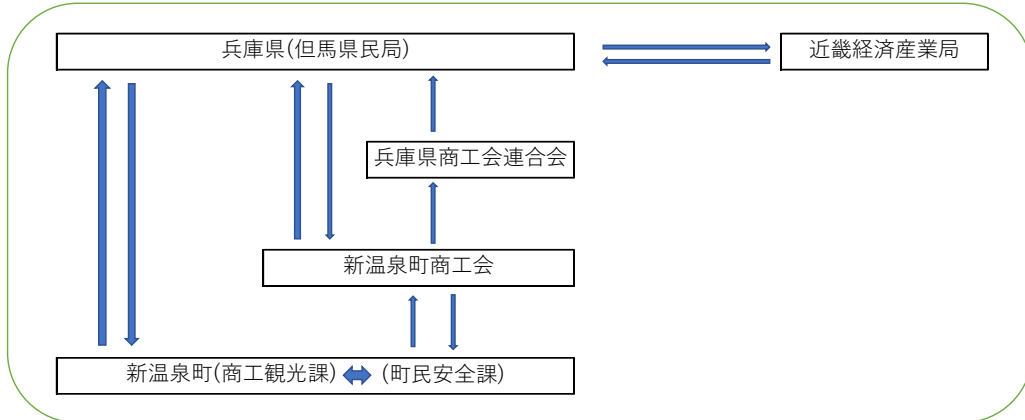 兵庫県(但馬県民局)
近畿経済産業局
兵庫県商工会連合会
新温泉町商工会
新温泉町(商工観光課) (町民安全課)